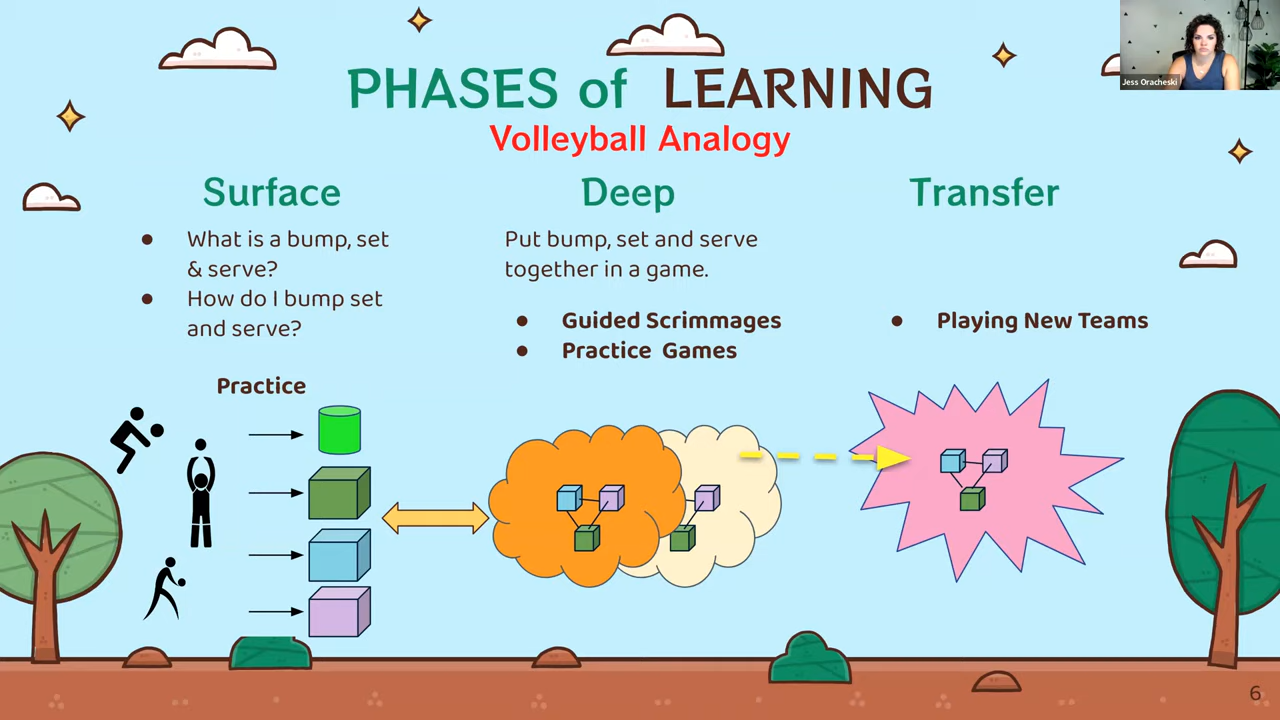 PHASES of LEARNING
Volleyball Analogy
Surface
What is a bump, set
& serve?
How do I bump set
and serve?
Practice
Deep
Put bump, set and serve
together in a game.
Guided Scrimmages
Practice Games
Transfer
Playing New Teams
Jess Oracheski
6